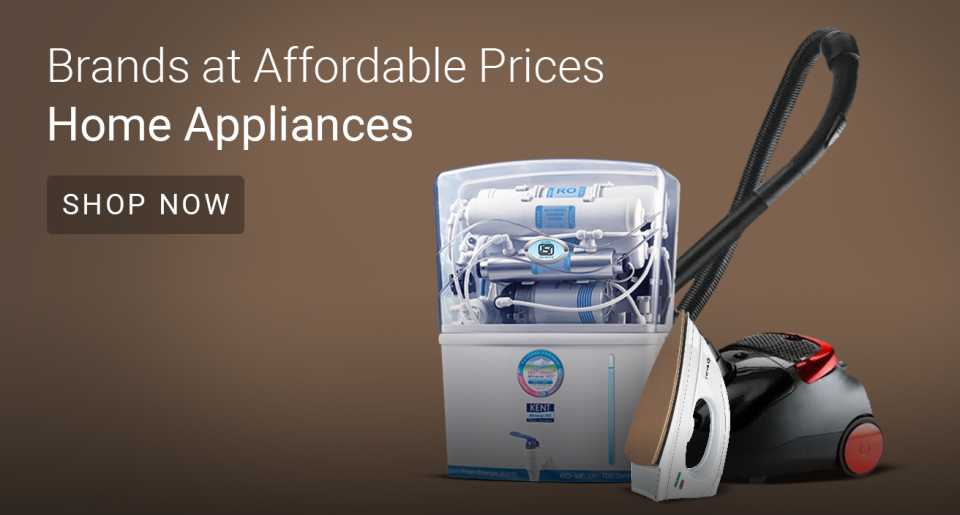 Brands at Affordable Prices
Home Appliances
SHOP NOW
RO
KENT